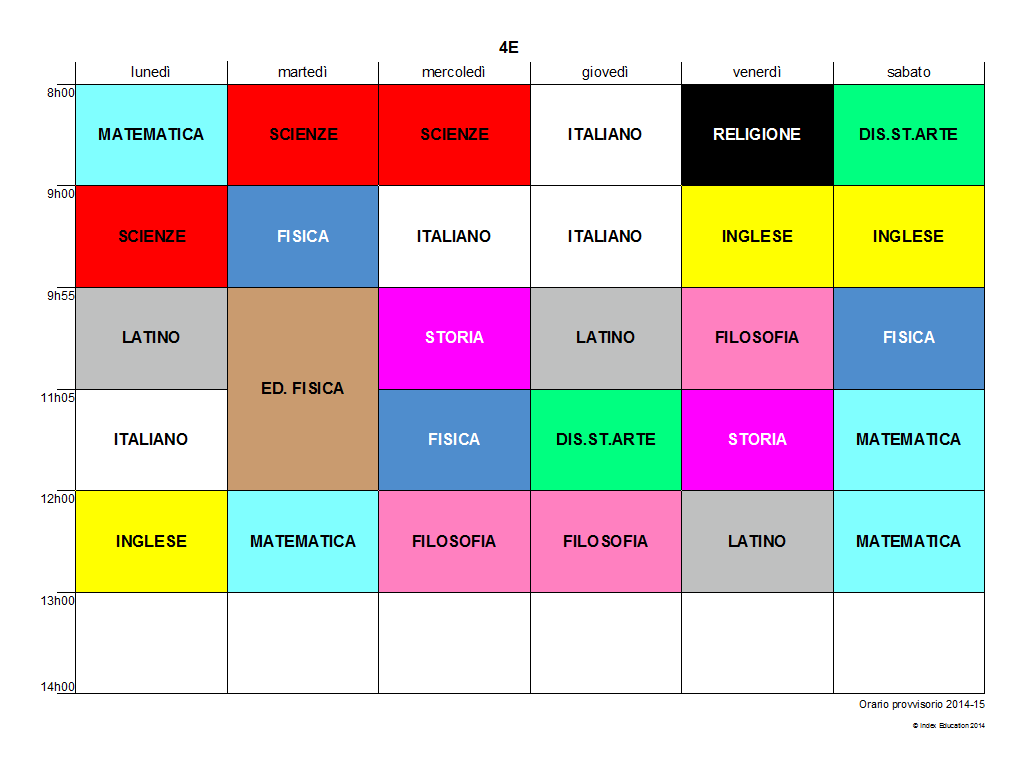 4E
lunedì martedì mercoledì giovedì venerdì sabato
8h00
MATEMATICA SCIENZE SCIENZE ITALIANO RELIGIONE DIS.ST.ARTE
9h00
SCIENZE FISICA ITALIANO ITALIANO INGLESE INGLESE
9h55
LATINO STORIA LATINO FILOSOFIA FISICA
ED. FISICA
11h05
ITALIANO FISICA DIS.ST.ARTE STORIA MATEMATICA
12h00
INGLESE MATEMATICA FILOSOFIA FILOSOFIA LATINO MATEMATICA
13h00
14h00
Orario provvisorio 2014-15
© Index Education 2014